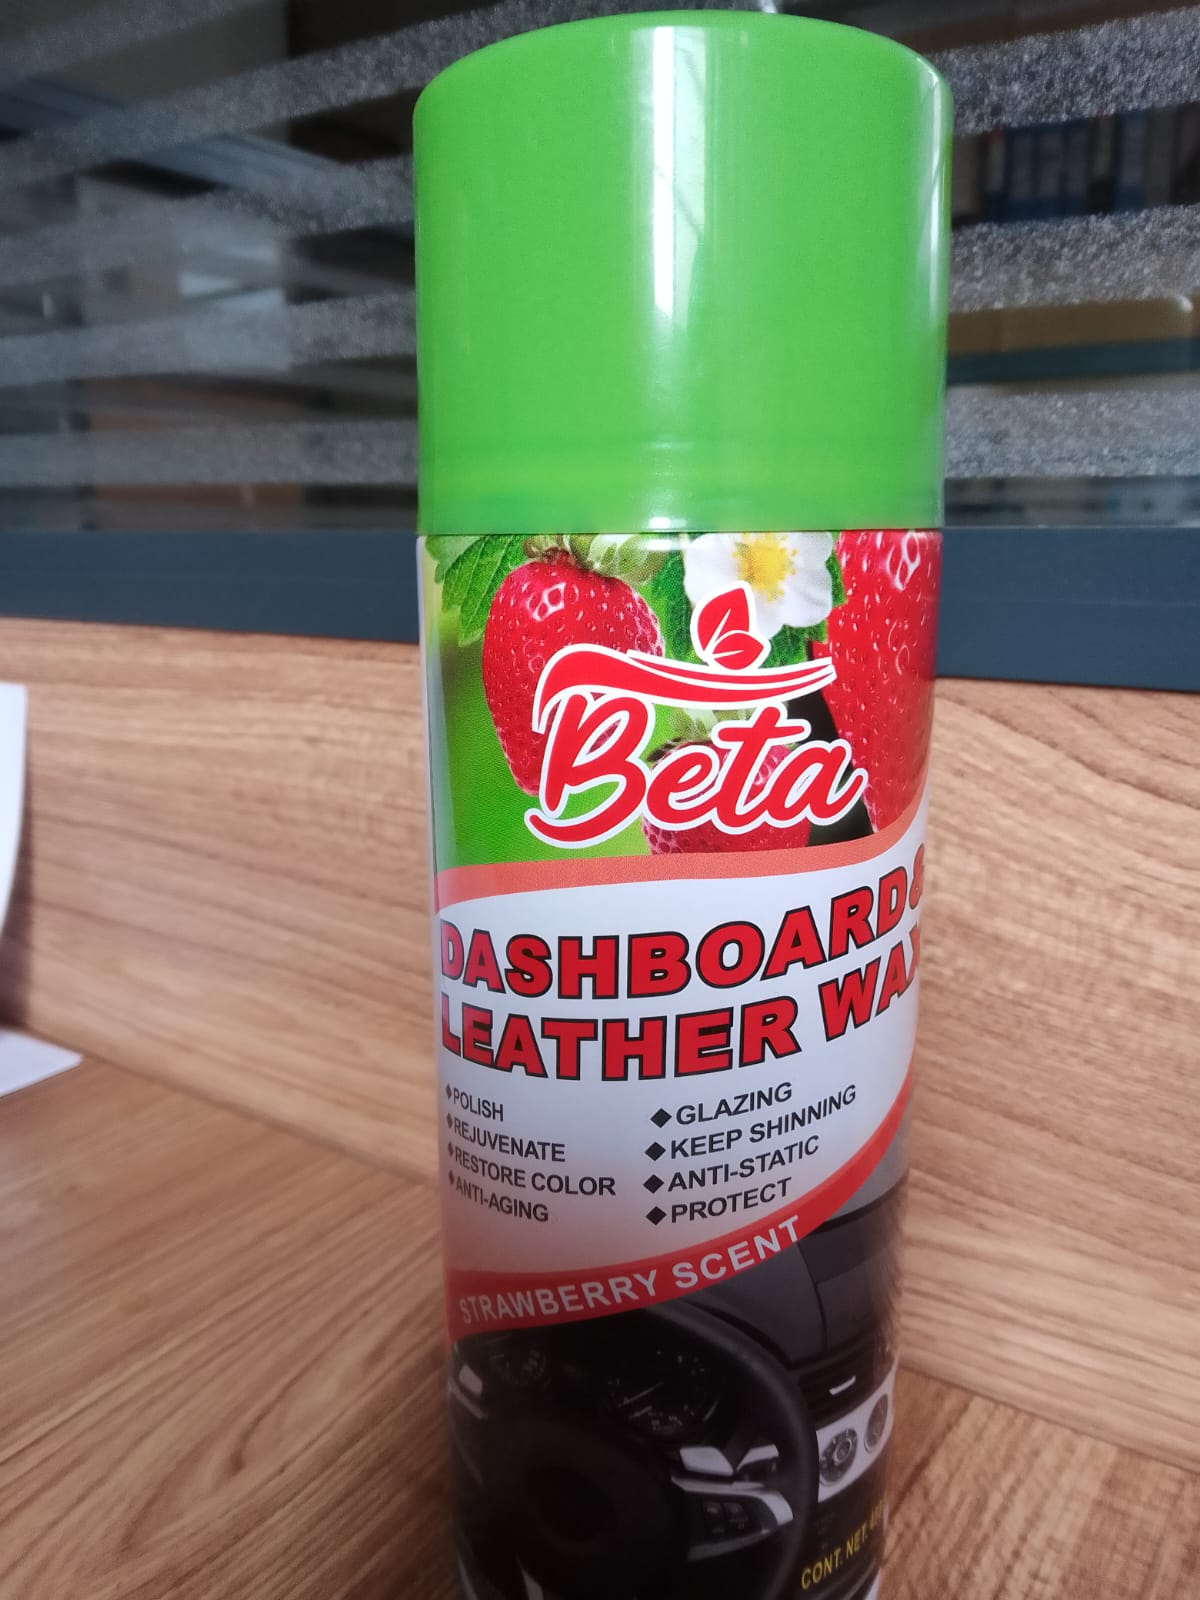 Beta
DASHBOARD&
LEATHER WAX
◆POLISH
◆REJUVENATE
◆RESTORE COLOR
◆ANTI-AGING
◆GLAZING
◆KEEP SHINNING
◆ANTI-STATIC
◆PROTECT
STRAWBERRY SCENT
CONT. NET.